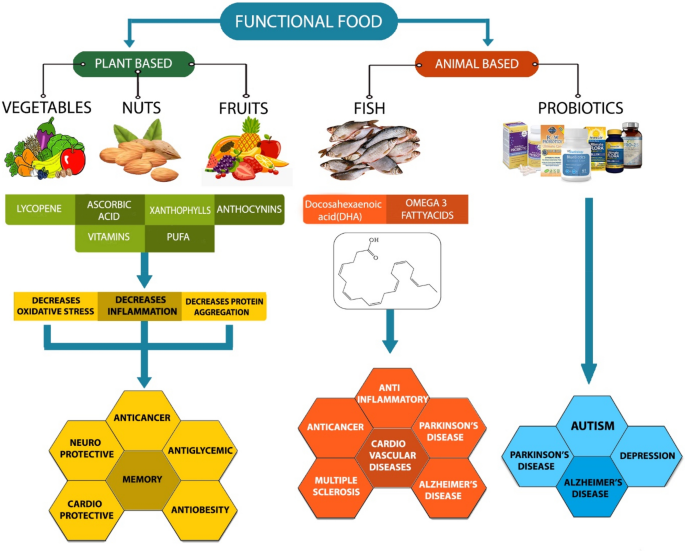 FUNCTIONAL FOOD
PLANT BASED
ANIMAL BASED
VEGETABLES
NUTS
FRUITS
FISH
PROBIOTICS
LYCOPENE
ASCORBIC
ACID
XANTHOPHYLLS
ANTHOCYNINS
VITAMINS
PUFA
Docosahexaenoic
acid(DHA)
OMEGA 3
FATTYACIDS
OH
O
DECREASES
OXIDATIVE STRESS
DECREASES
INFLAMMATION
DECREASES PROTEIN
AGGREGATION
ANTICANCER
NEURO
PROTECTIVE
ANTIGLYCEMIC
MEMORY
CARDIO
PROTECTIVE
ANTIOBESITY
ANTI
INFLAMMATORY
ANTICANCER
PARKINSON'S
DISEASE
CARDIO
VASCULAR
DISEASES
MULTIPLE
SCLEROSIS
ALZHEIMER'S
DISEASE
AUTISM
PARKINSON'S
DISEASE
DEPRESSION
ALZHEIMER'S
DISEASE